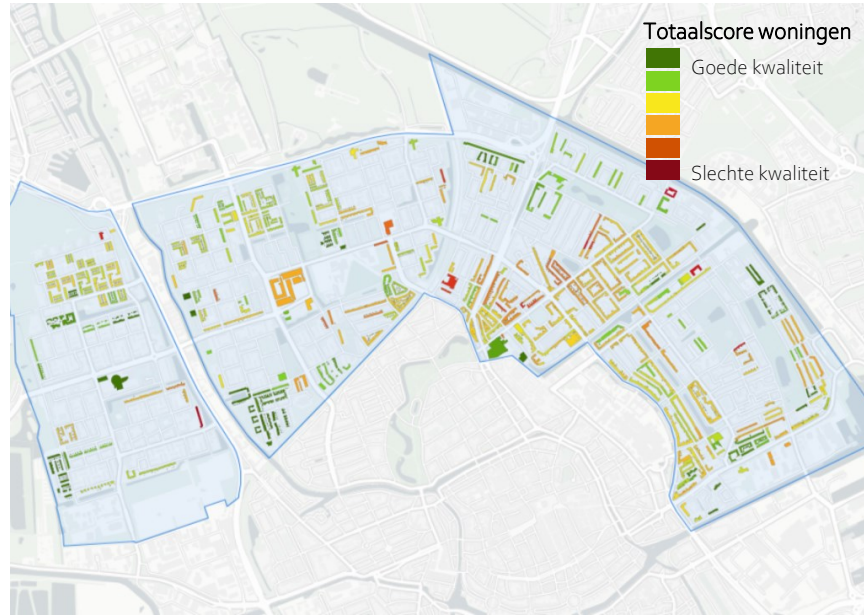 Totaalscore woningen
Goede kwaliteit
Slechte kwaliteit